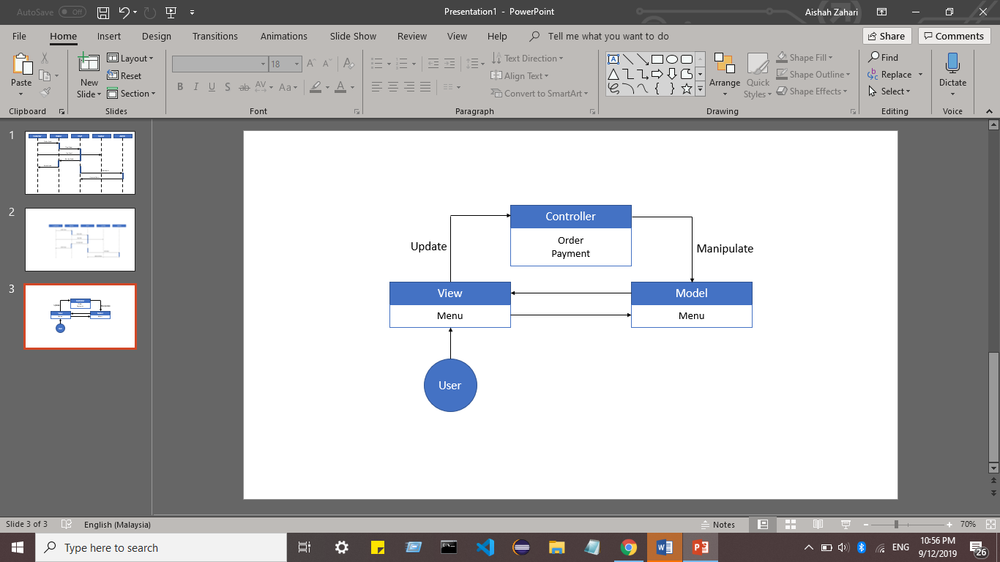 AutoSave Off
Presentation1 - PowerPoint
Aishah Zahari
File Home Insert Design Transitions Animations Slide Show Review View Help Tell me what you want to do Share Comments
Paste
Clipboard
New
Slide
Layout
Reset
Section
Slides
18
B I U S ab AV Aa A
Font
Text Direction
Align Text
Convert to SmartArt
Paragraph
Arrange
Quick
Styles
Shape Fill
Shape Outline
Shape Effects
Drawing
Find
Replace
Select
Editing
Dictate
Voice
1
2
3
Controller
Order
Payment
Update
Manipulate
View
Menu
Model
Menu
User
Slide 3 of 3 English (Malaysia) Notes 70%
Type here to search
ENG
10:56 PM
9/12/2019
26